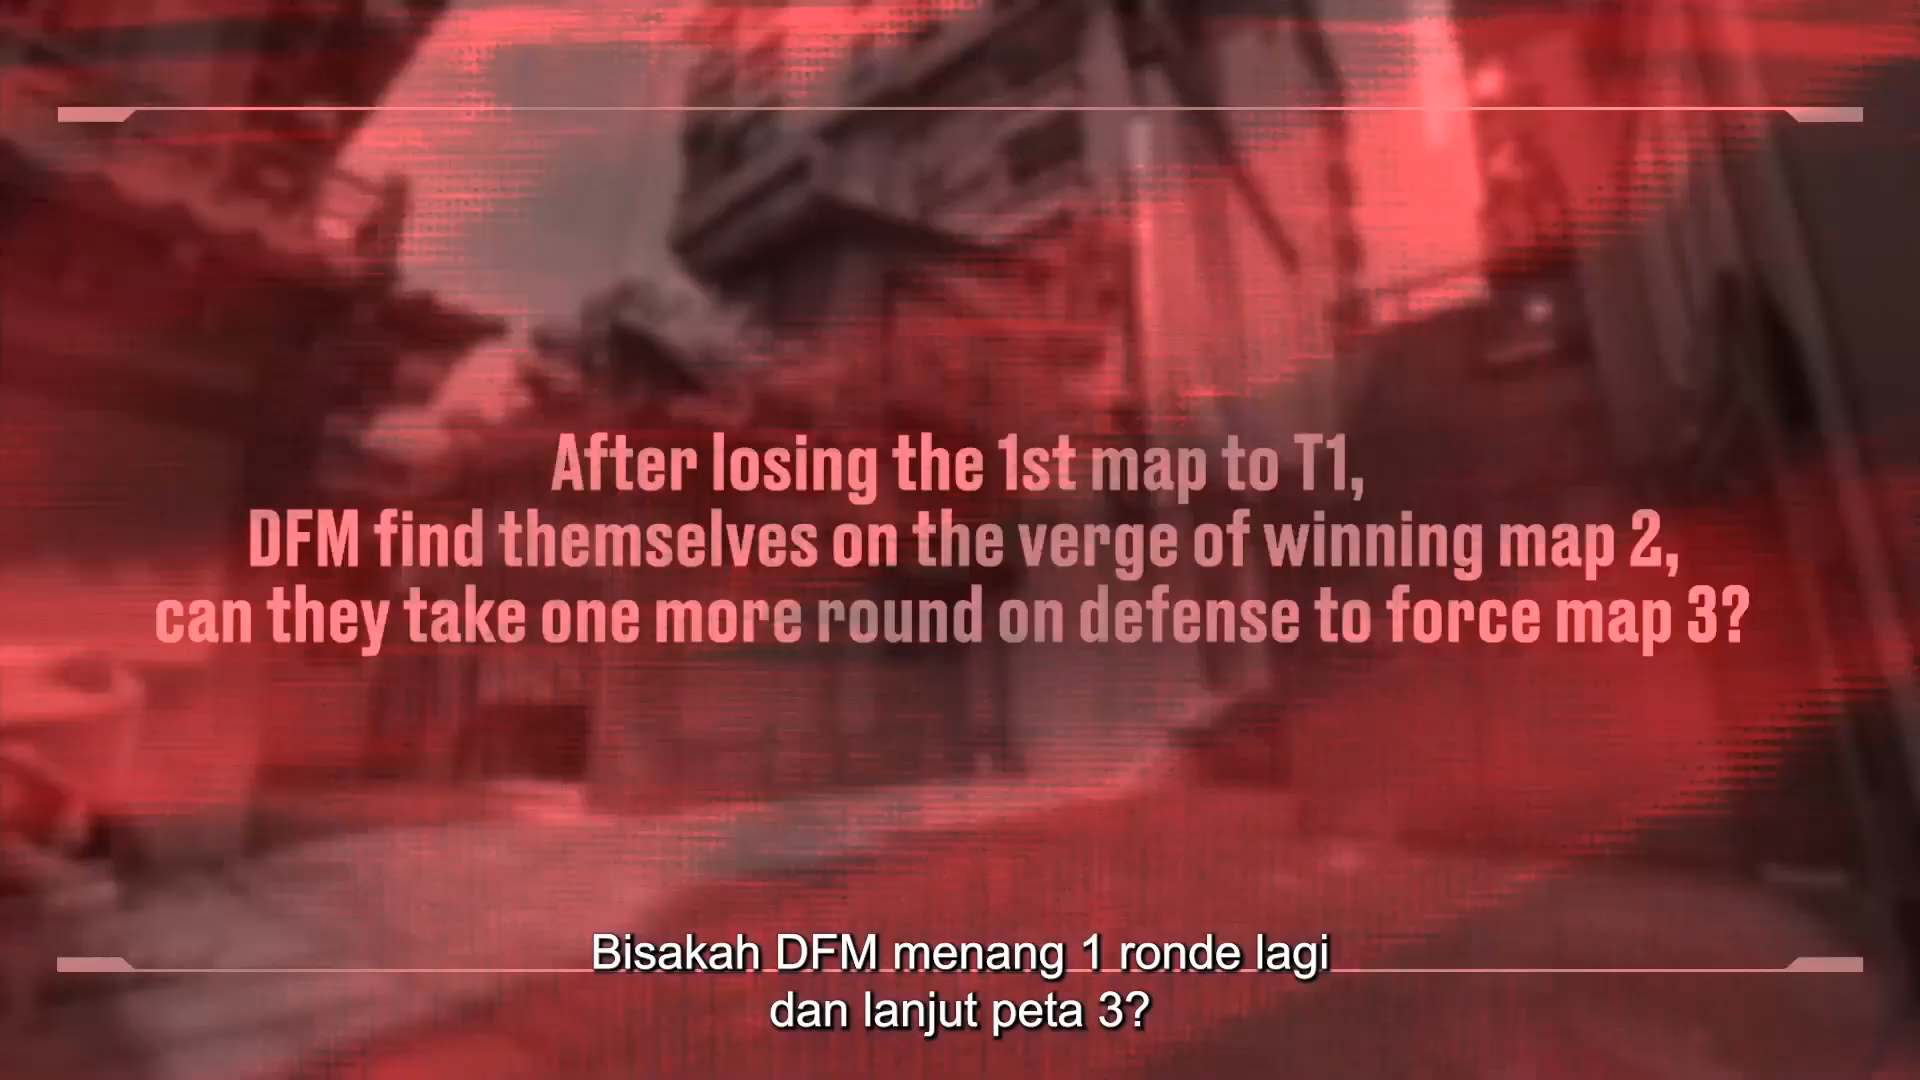 After losing the 1st map to T1,
DFM find themselves on the verge of winning map 2,
can they take one more round on defense to force map 3?
Bisakah DFM menang 1 ronde lagi
dan lanjut peta 3?